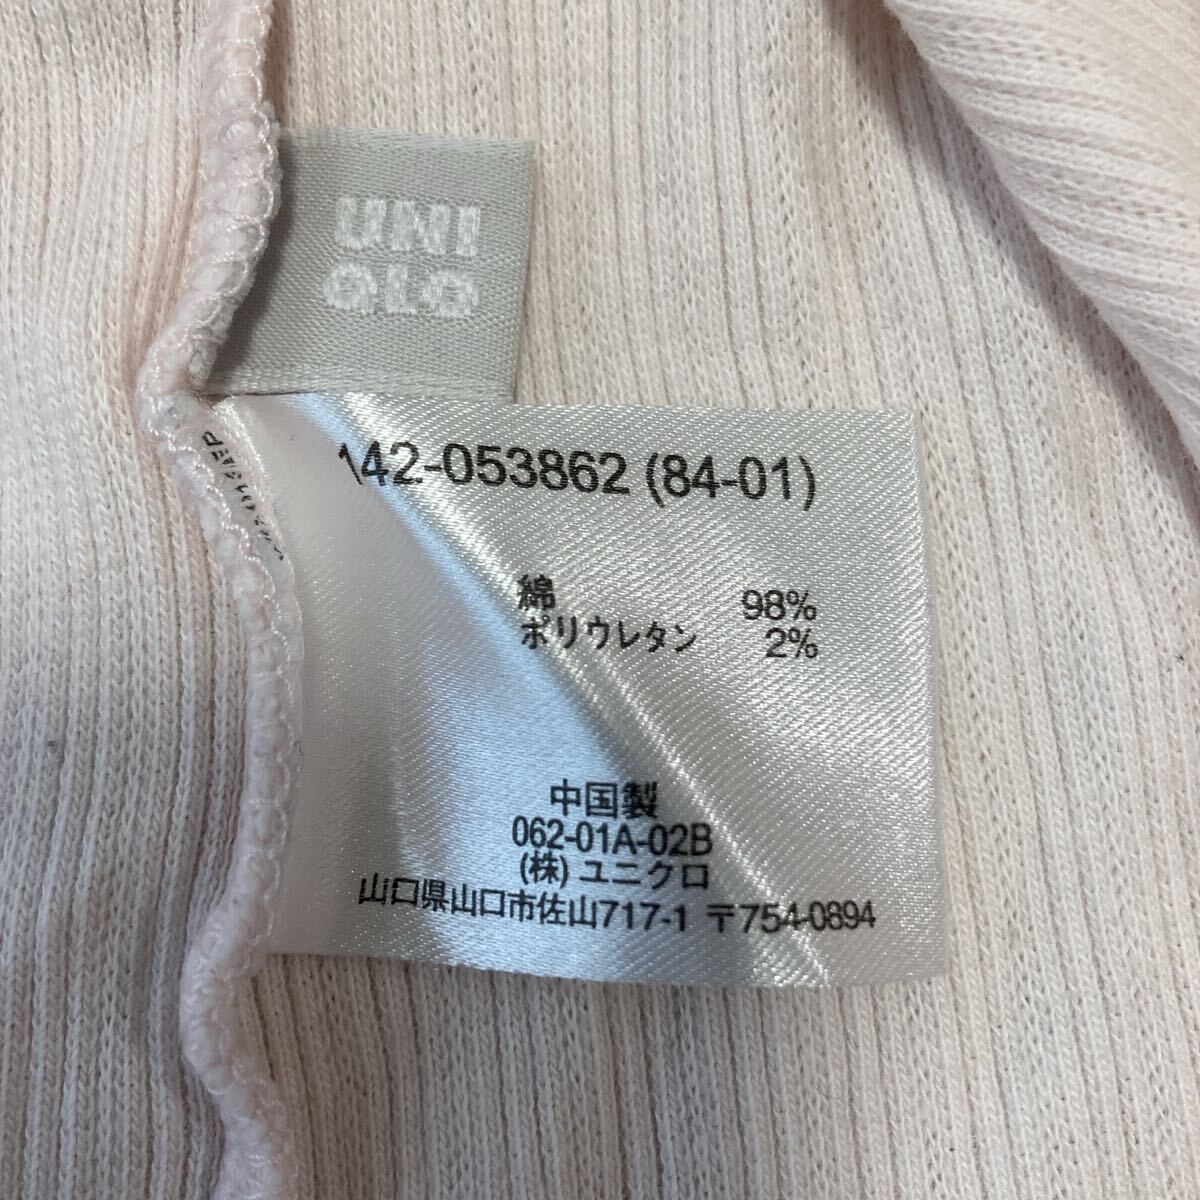 UNI
QLO
142-053862 (84-01)
綿 98%
ポリウレタン 2%
中国製
062-01A-02B
(株) ユニクロ
山口県山口市佐山717-1 〒754-0894